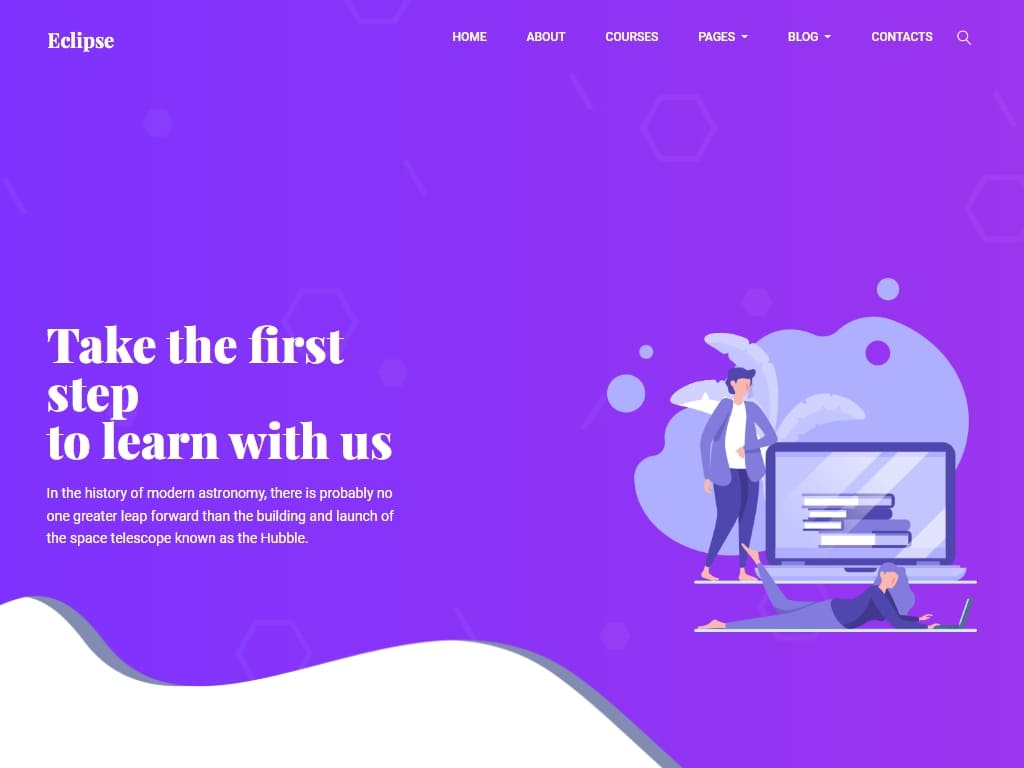 Eclipse
HOME ABOUT COURSES PAGES BLOG CONTACTS
Take the first
step
to learn with us
In the history of modern astronomy, there is probably no
one greater leap forward than the building and launch of
the space telescope known as the Hubble.